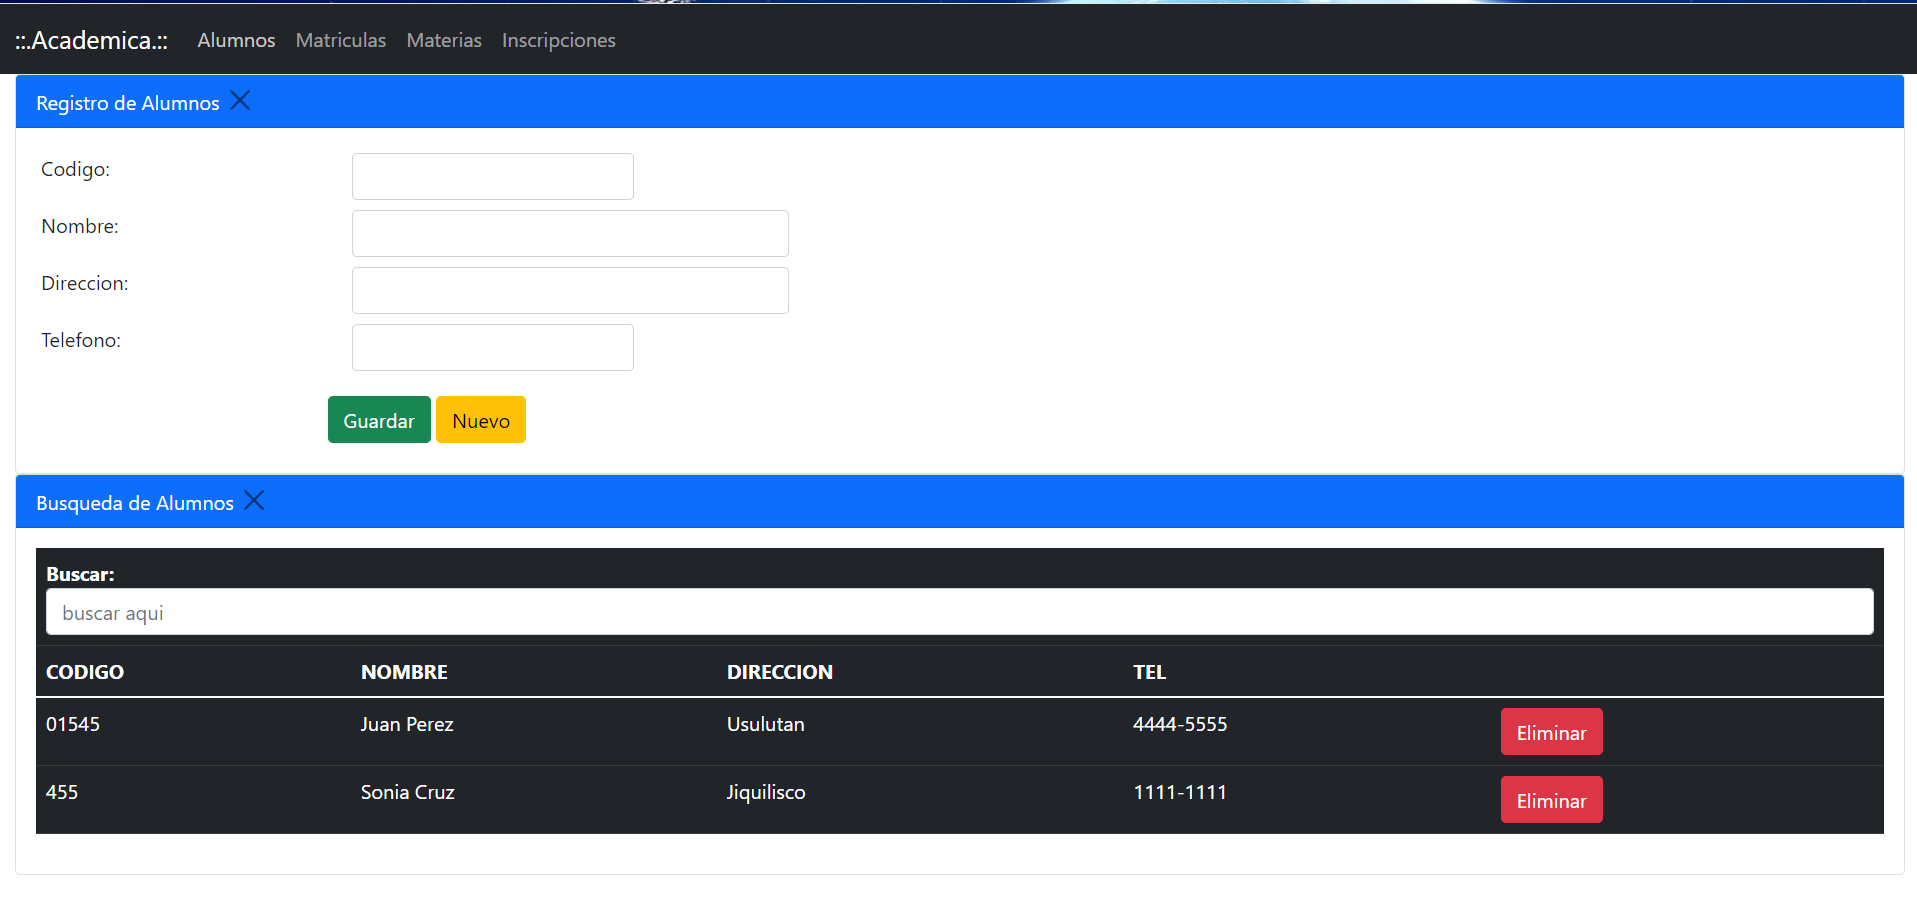 ::.Academica.:: Alumnos Matriculas Materias Inscripciones
Registro de Alumnos
Codigo:
Nombre:
Direccion:
Telefono:
Guardar Nuevo
Busqueda de Alumnos
Buscar:
buscar aqui
CODIGO NOMBRE DIRECCION TEL
01545 Juan Perez Usulutan 4444-5555 Eliminar
455 Sonia Cruz Jiquilisco 1111-1111 Eliminar